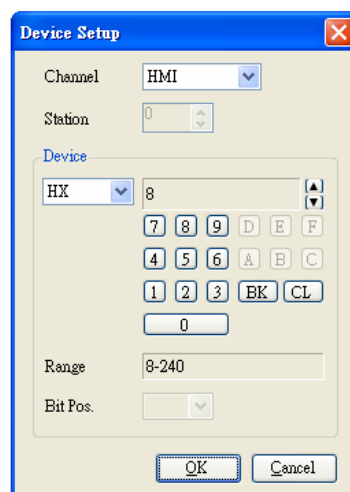 Device Setup
Channel HMI
Station 0
Device
HX 8
7 8 9 D E F
4 5 6 A B C
1 2 3 BK CL
0
Range 8-240
Bit Pos.
OK Cancel